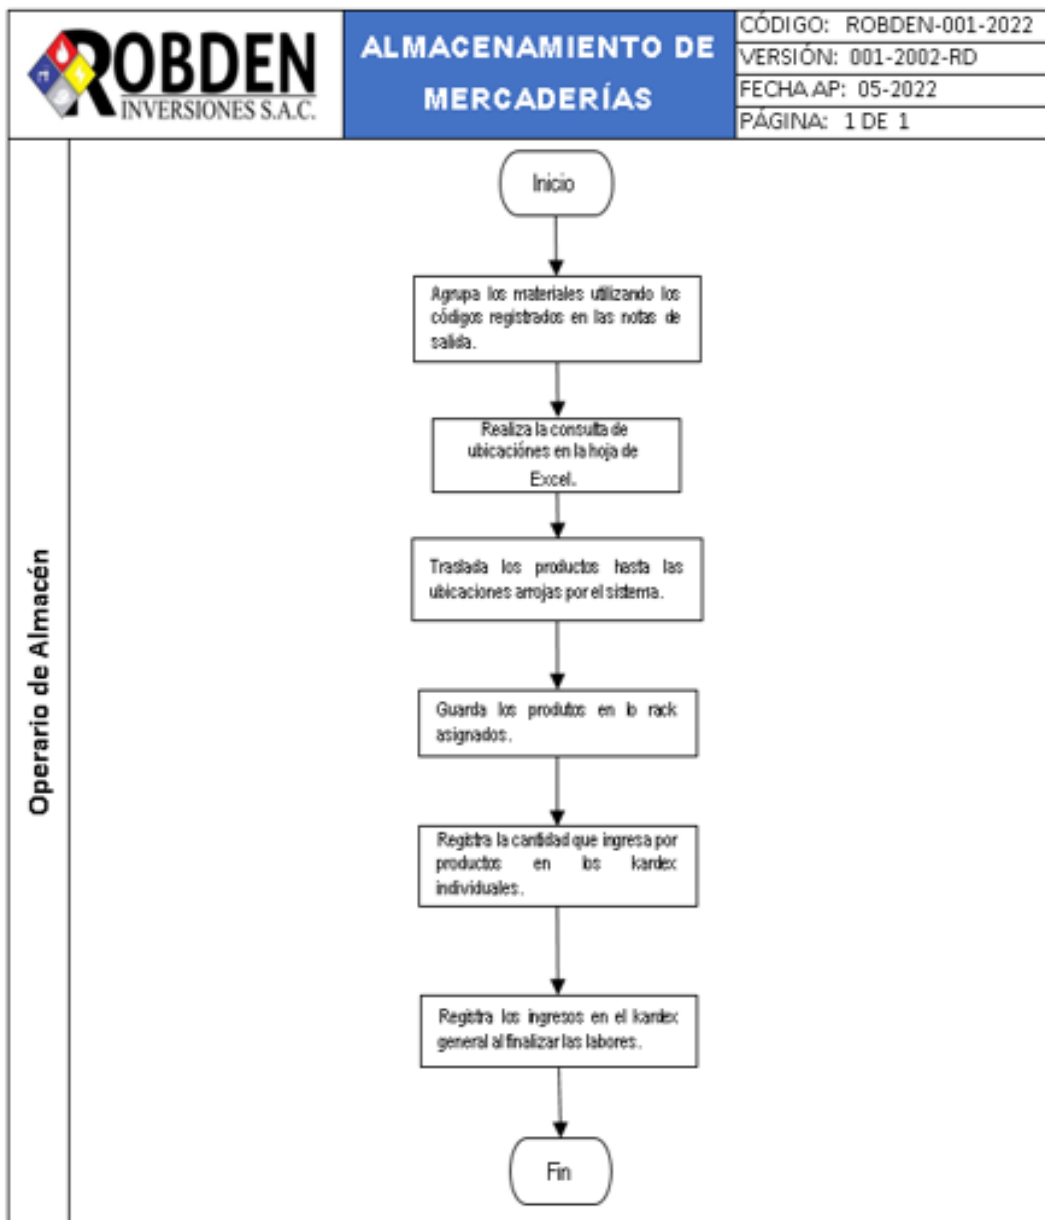 ROBDEN
INVERSIONES S.A.C.
ALMACENAMIENTO DE
MERCADERÍAS
CÓDIGO: ROBDEN-001-2022
VERSIÓN: 001-2002-RD
FECHA AP: 05-2022
PÁGINA: 1 DE 1
Operario de Almacén
Inicio
Agrupa los materiales utilizando los
códigos registrados en las notas de
salida.
Realiza la consulta de
ubicaciónes en la hoja de
Excel.
Traslada los productos hasta las
ubicaciones arrojas por el sistema.
Guarda los produtos en lo rack
asignados.
Registra la cantidad que ingresa por
productos en los kardex
individuales.
Registra los ingresos en el kardex
general al finalizar las labores.
Fin